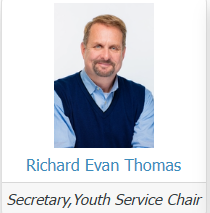 Richard Evan Thomas
Secretary,Youth Service Chair